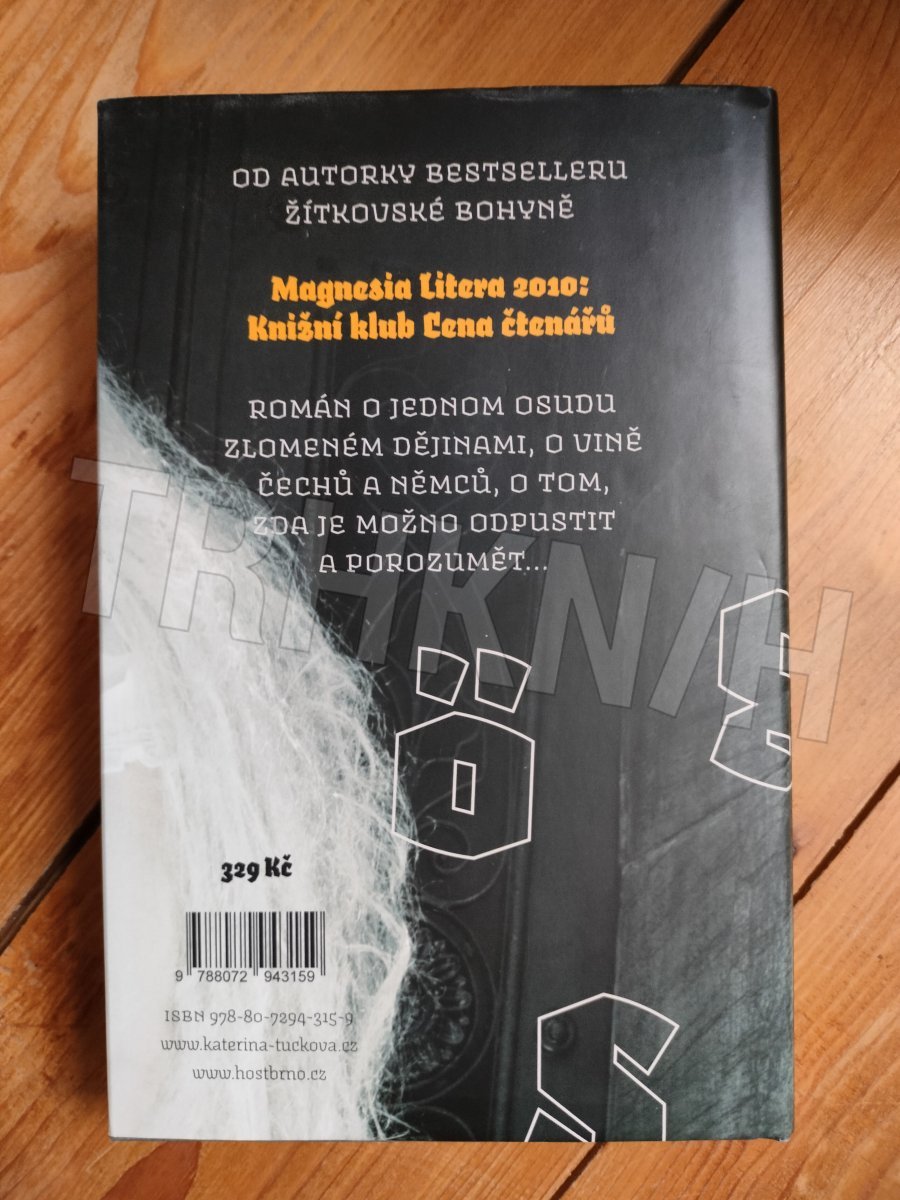 OD AUTORKY BESTSELLERU
ŽÍTKOVSKÉ BOHYNĚ
Magnesia Litera 2010:
Knižní klub Cena čtenářů
ROMÁN O JEDNOM OSUDU
ZLOMENÉM DĚJINAMI, O VINĚ
ČECHŮ A NĚMCŮ, O TOM,
ZDA JE MOŽNO ODPUSTIT
A POROZUMĚT...
TRHKNIH
Ö
S
329 Kč
9 788072 943159
ISBN 978-80-7294-315-9
www.katerina-tuckova.cz
www.hostbrno.cz